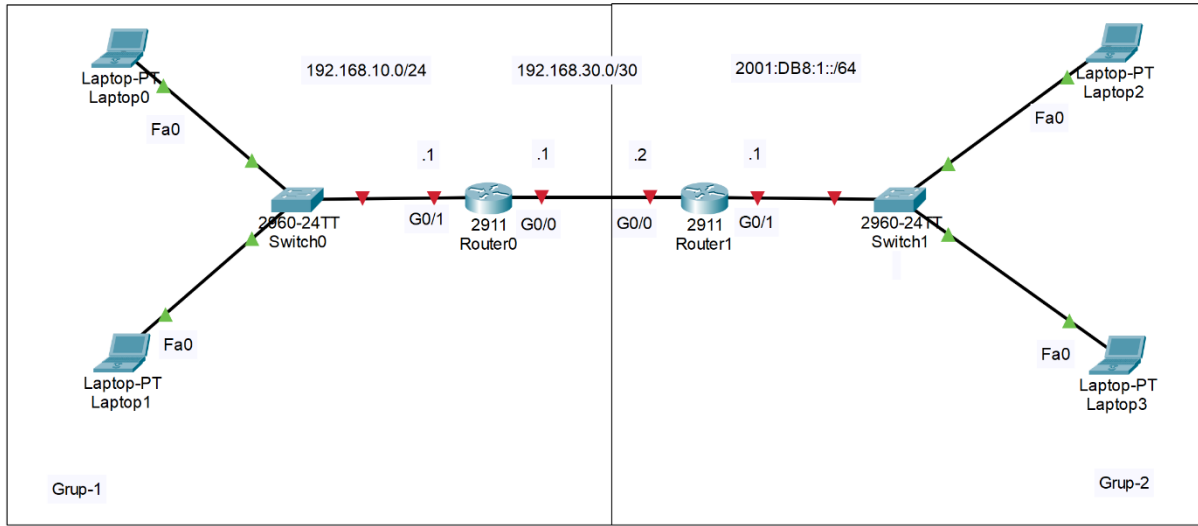 Laptop-PT
Laptop0
192.168.10.0/24
192.168.30.0/30
2001:DB8:1::/64
Laptop-PT
Laptop2
Fa0
Fa0
.1
.1
.2
.1
2960-24TT
Switch0
G0/1
2911
Router0
G0/0
G0/0
2911
Router1
G0/1
2960-24TT
Switch1
Fa0
Fa0
Laptop-PT
Laptop1
Laptop-PT
Laptop3
Grup-1
Grup-2